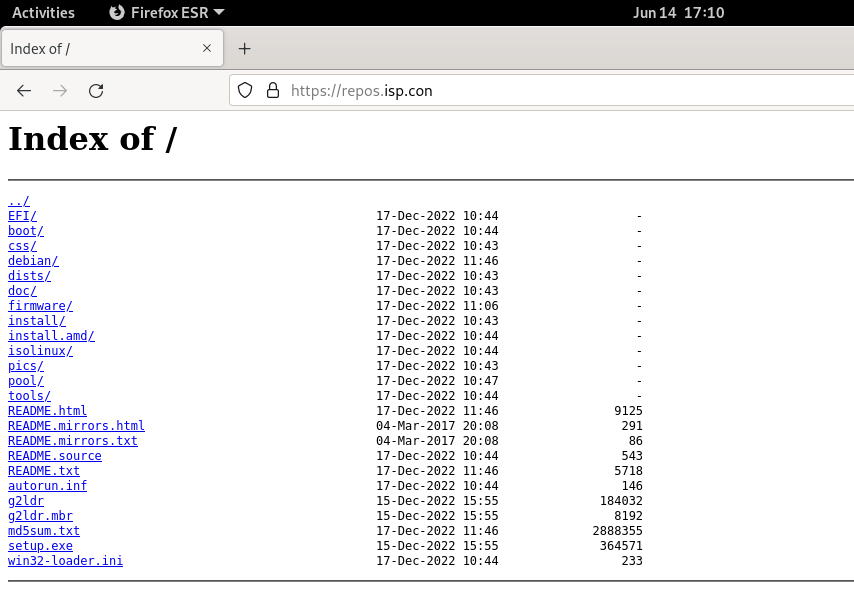 Activities Firefox ESR Jun 14 17:10
Index of /
https://repos.isp.con
Index of /
../
EFI/ 17-Dec-2022 10:44 -
boot/ 17-Dec-2022 10:44 -
css/ 17-Dec-2022 10:43 -
debian/ 17-Dec-2022 11:46 -
dists/ 17-Dec-2022 10:43 -
doc/ 17-Dec-2022 10:43 -
firmware/ 17-Dec-2022 11:06 -
install/ 17-Dec-2022 10:43 -
install.amd/ 17-Dec-2022 10:44 -
isolinux/ 17-Dec-2022 10:44 -
pics/ 17-Dec-2022 10:43 -
pool/ 17-Dec-2022 10:47 -
tools/ 17-Dec-2022 10:44 -
README.html 17-Dec-2022 11:46 9125
README.mirrors.html 04-Mar-2017 20:08 291
README.mirrors.txt 04-Mar-2017 20:08 86
README.source 17-Dec-2022 10:44 543
README.txt 17-Dec-2022 11:46 5718
autorun.inf 17-Dec-2022 10:44 146
g2ldr 15-Dec-2022 15:55 184032
g2ldr.mbr 15-Dec-2022 15:55 8192
md5sum.txt 17-Dec-2022 11:46 2888355
setup.exe 15-Dec-2022 15:55 364571
win32-loader.ini 17-Dec-2022 10:44 233